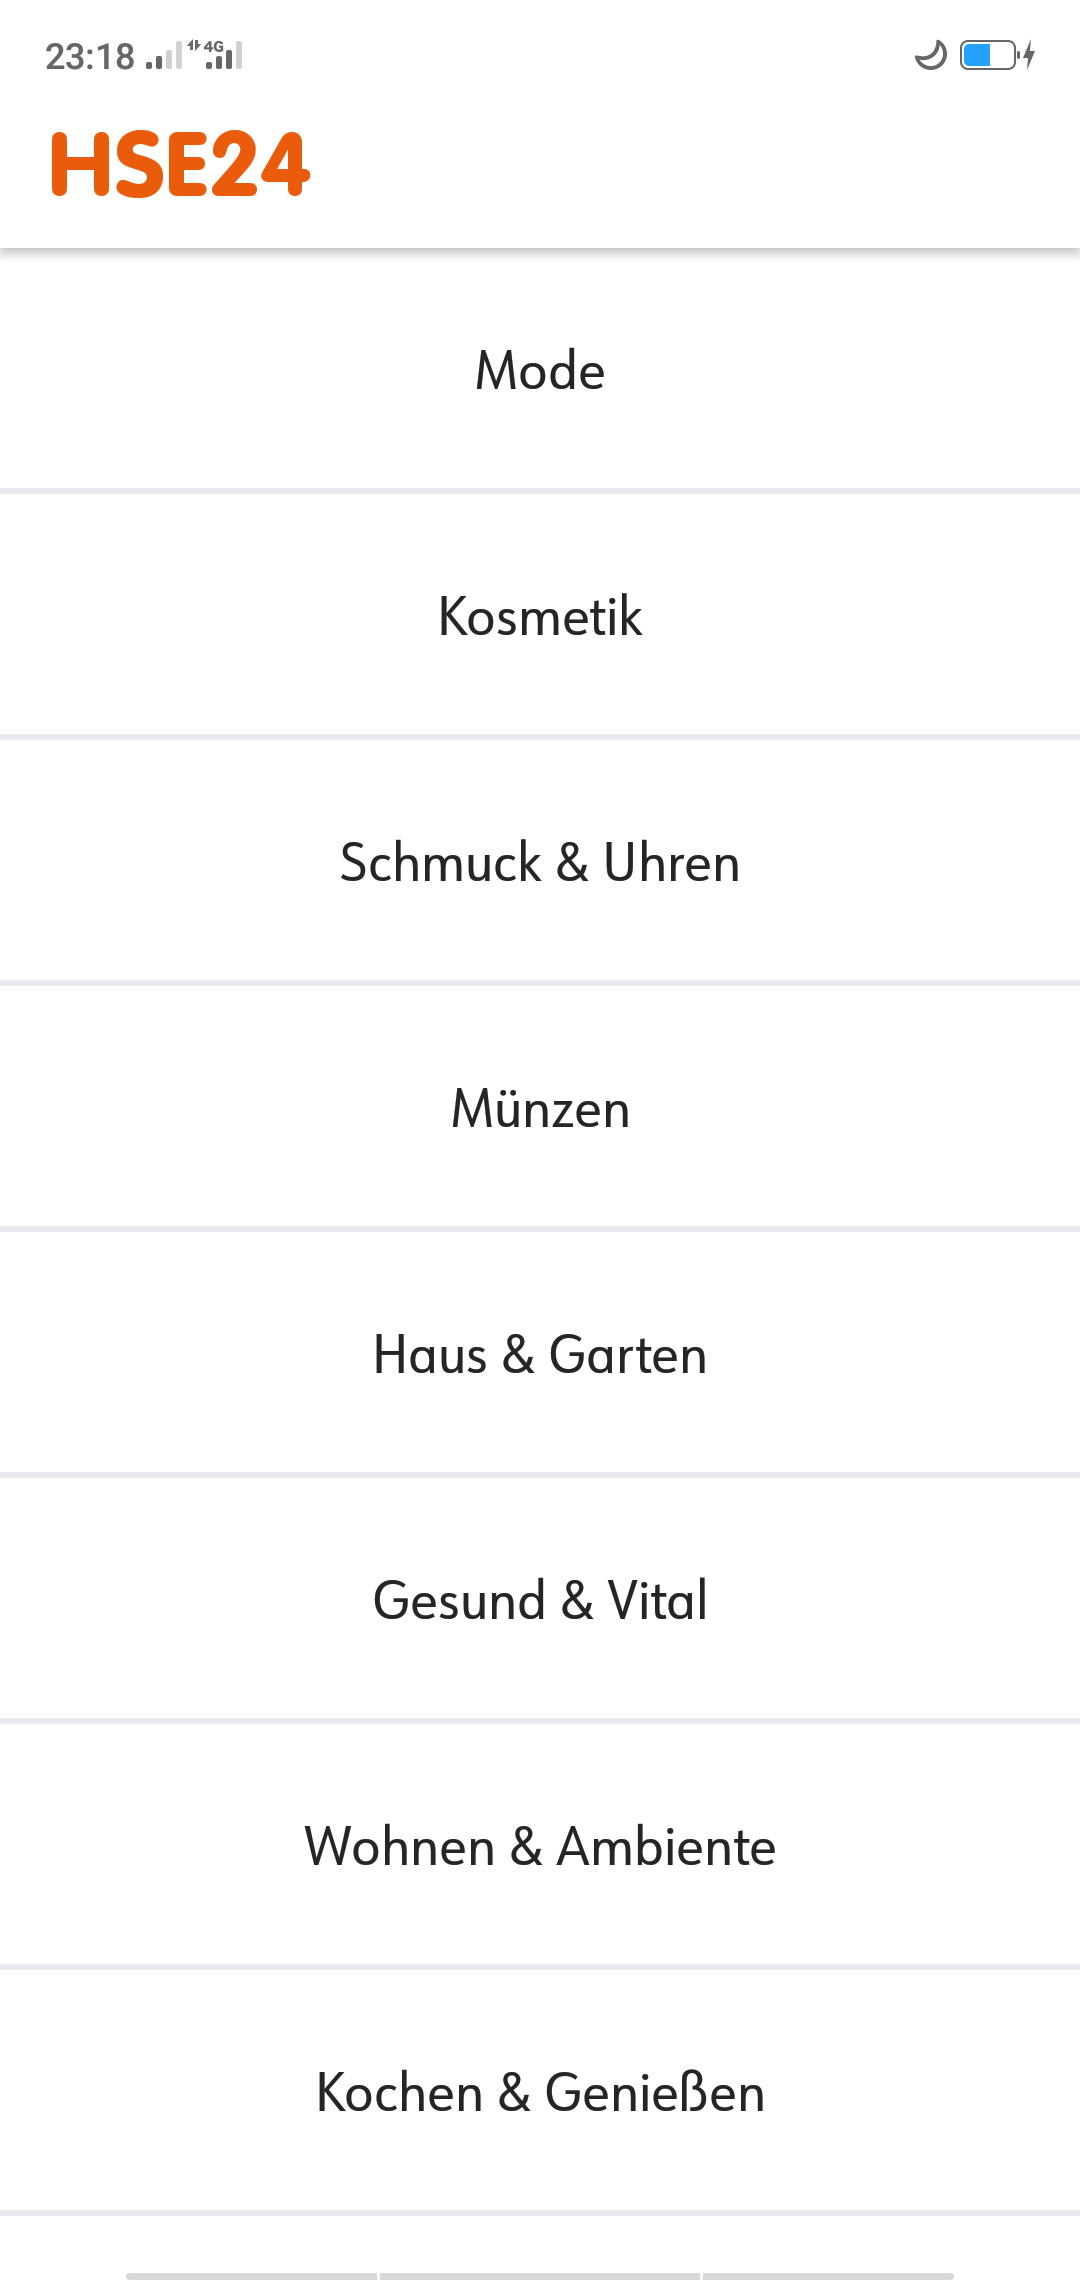 23:18 4G
HSE24
Mode
Kosmetik
Schmuck & Uhren
Münzen
Haus & Garten
Gesund & Vital
Wohnen & Ambiente
Kochen & Genießen